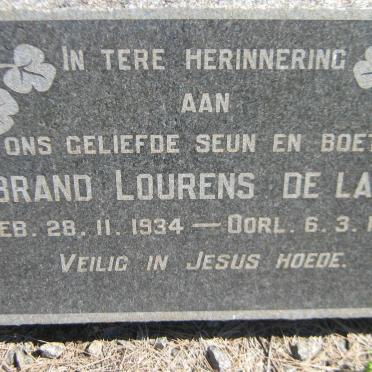 IN TERE HERINNERING
AAN
ONS GELIEFDE SEUN EN BOET
BRAND LOURENS DE LA
EB. 28. 11. 1934 — OORL. 6. 3. 1
VEILIG IN JESUS HOEDE.